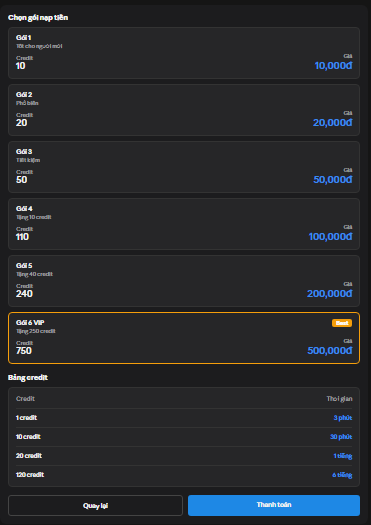 Chọn gói nạp tiền
Gói 1
Tốt cho người mới
Credit
Giá
10
10,000đ
Gói 2
Phổ biến
Credit
Giá
20
20,000đ
Gói 3
Tiết kiệm
Credit
Giá
50
50,000đ
Gói 4
Tặng 10 credit
Credit
Giá
110
100,000đ
Gói 5
Tặng 40 credit
Credit
Giá
240
200,000đ
Gói 6 VIP
Tặng 250 credit
Credit
Giá
750
500,000đ
Bảng credit
Credit
Thời gian
1 credit
3 phút
10 credit
30 phút
20 credit
1 tiếng
120 credit
6 tiếng
Quay lại
Thanh toán